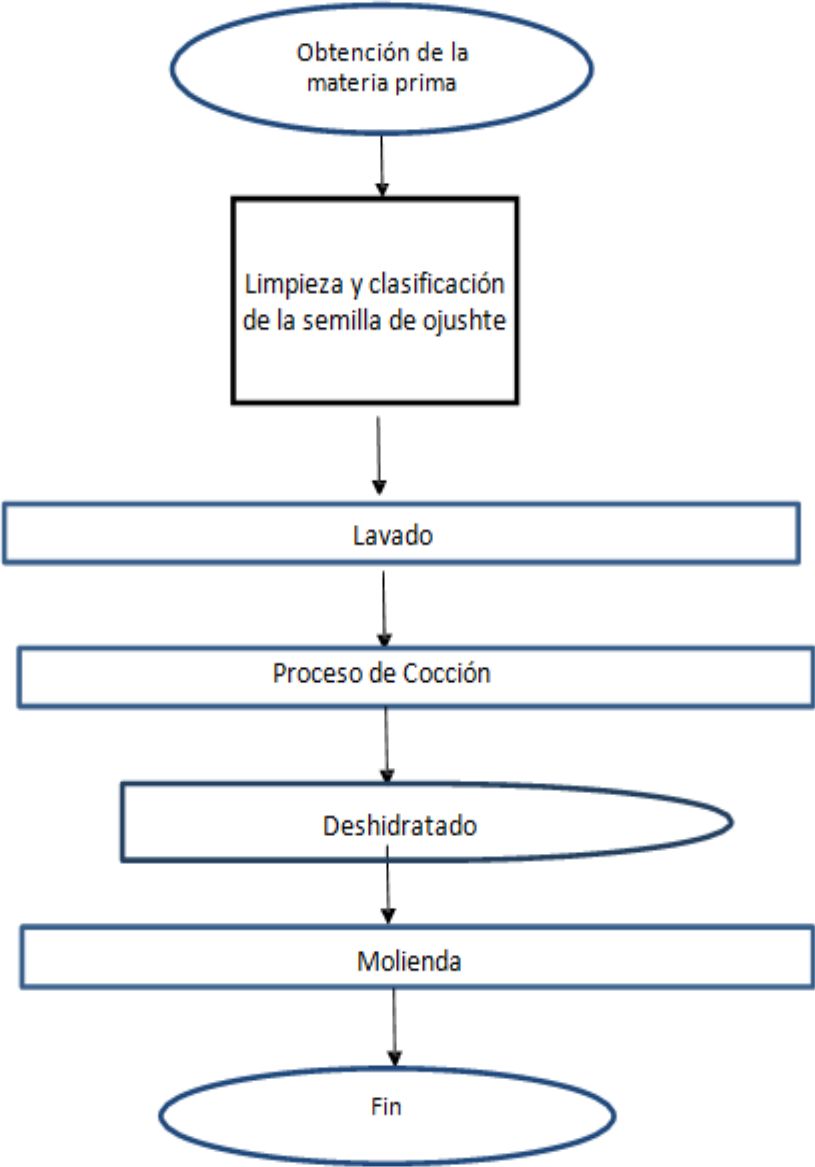 Obtención de la
materia prima
Limpieza y clasificación
de la semilla de ojushte
Lavado
Proceso de Cocción
Deshidratado
Molienda
Fin